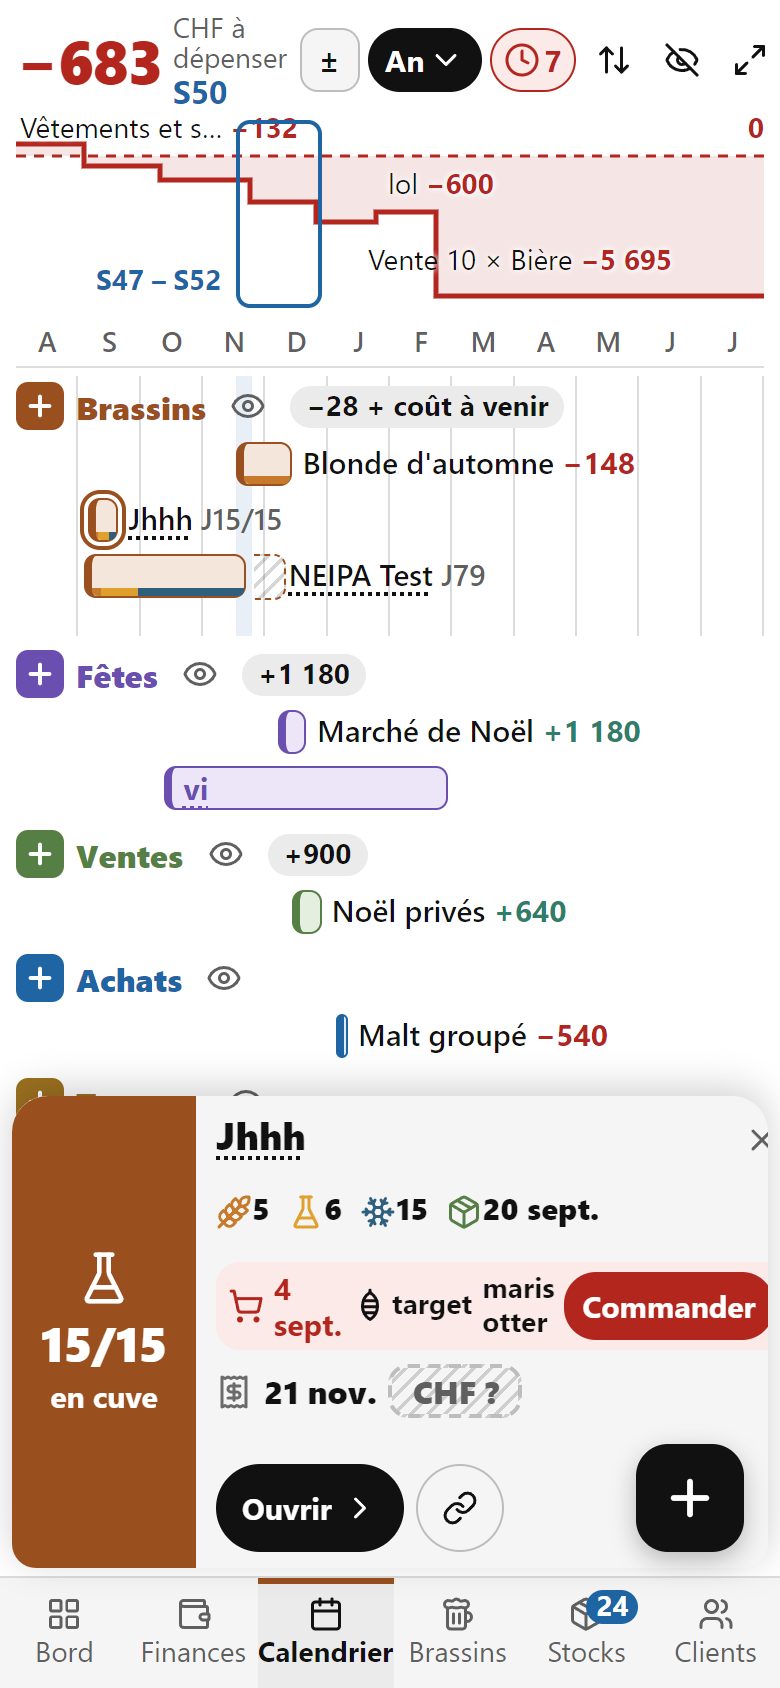 −683
CHF à
dépenser
S50
±
An
7
Vêtements et s... −132
0
lol −600
Vente 10 × Bière −5 695
S47 – S52
A S O N D J F M A M J J
Brassins
−28 + coût à venir
Blonde d'automne −148
Jhhh J15/15
NEIPA Test J79
Fêtes
+1 180
Marché de Noël +1 180
vi
Ventes
+900
Noël privés +640
Achats
Malt groupé −540
Jhhh
5 6 15 20 sept.
4
sept.
target
maris
otter
Commander
15/15
en cuve
21 nov. CHF ?
Ouvrir
24
Bord Finances Calendrier Brassins Stocks Clients